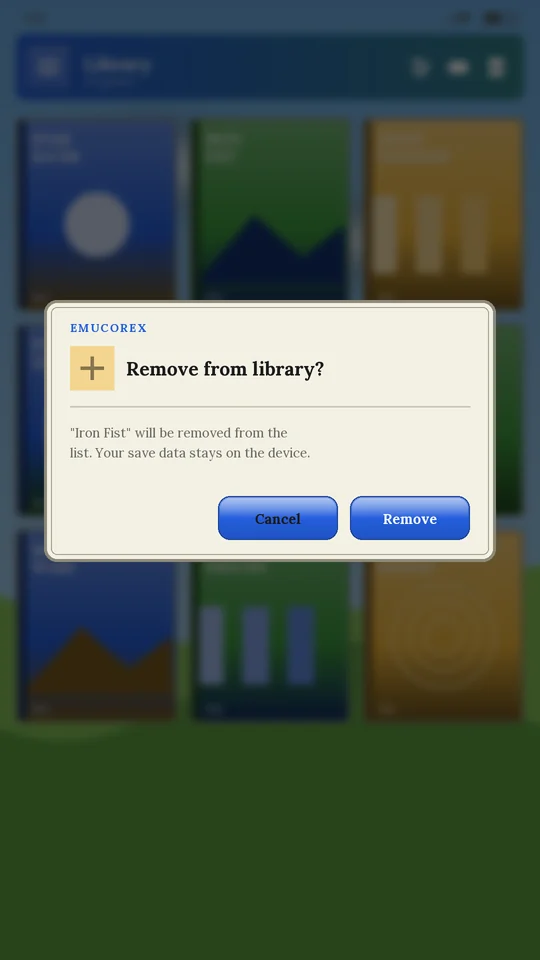 EMUCOREX
Remove from library?
"Iron Fist" will be removed from the
list. Your save data stays on the device.
Cancel
Remove